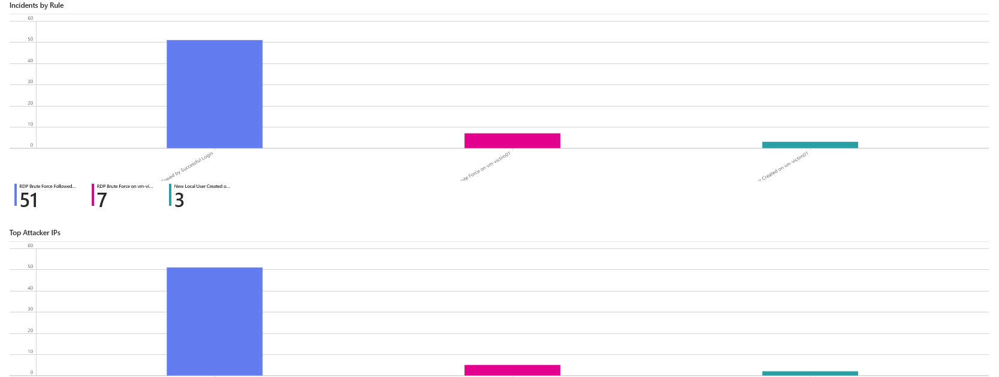 Incidents by Rule
60
50
40
30
20
10
0
lowed by Successful Login
ute Force on vm-victim01
r Created on vm-victim01
RDP Brute Force Followed...
51
RDP Brute Force on vm-vi...
7
New Local User Created o...
3
Top Attacker IPs
60
50
40
30
20
10
0